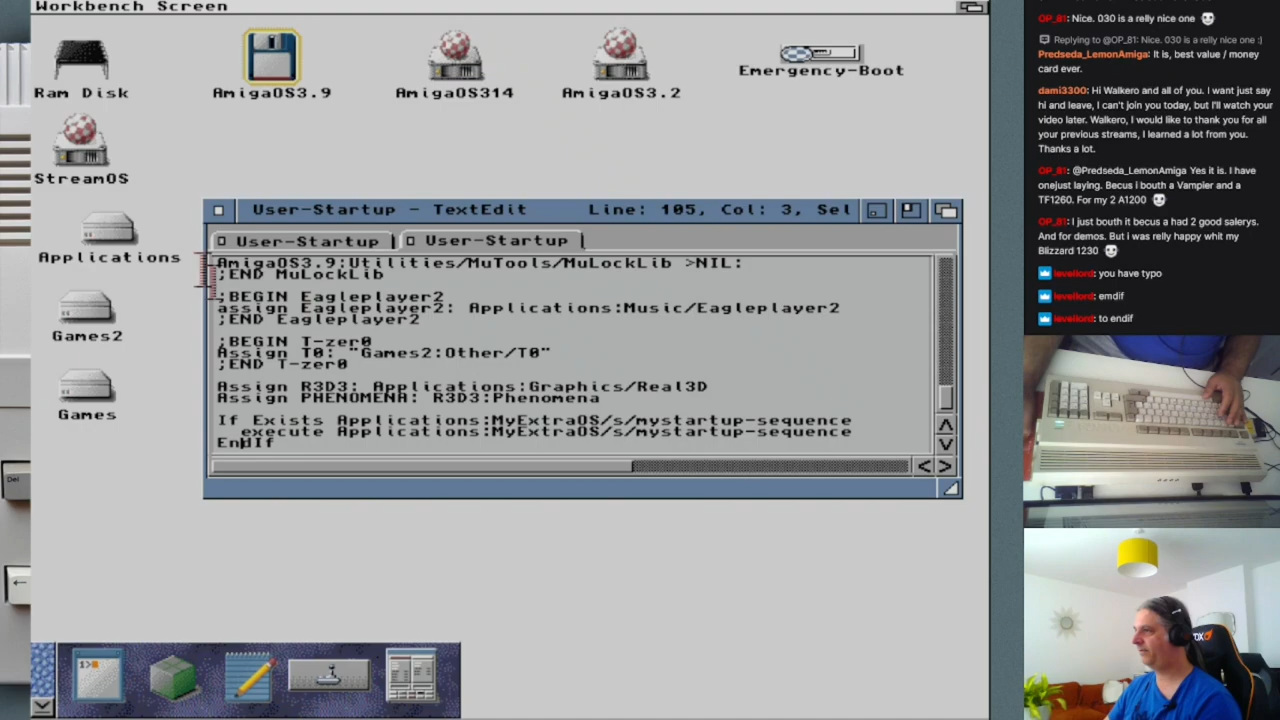 Workbench Screen
Ram Disk
AmigaOS3.9
AmigaOS314
AmigaOS3.2
Emergency-Boot
StreamOS
Applications
Games2
Games
User-Startup - TextEdit Line: 105, Col: 3, Sel
User-Startup
User-Startup
AmigaOS3.9:Utilities/MuTools/MuLockLib >NIL:
;END MuLockLib
;BEGIN Eagleplayer2
assign Eagleplayer2: Applications:Music/Eagleplayer2
;END Eagleplayer2
;BEGIN T-zer0
Assign T0: "Games2:Other/T0"
;END T-zer0
Assign R3D3: Applications:Graphics/Real3D
Assign PHENOMENA: R3D3:Phenomena
If Exists Applications:MyExtraOS/s/mystartup-sequence
execute Applications:MyExtraOS/s/mystartup-sequence
EndIf
1>
Del
OP_81: Nice. 030 is a relly nice one
Replying to @OP_81: Nice. 030 is a relly nice one :)
Predseda_LemonAmiga: It is, best value / money
card ever.
dami3300: Hi Walkero and all of you. I want just say
hi and leave, I can't join you today, but I'll watch your
video later. Walkero, I would like to thank you for all
your previous streams, I learned a lot from you.
Thanks a lot.
OP_81: @Predseda_LemonAmiga Yes it is. I have
onejust laying. Becus i bouth a Vampier and a
TF1260. For my 2 A1200
OP_81: I just bouth it becus a had 2 good salerys.
And for demos. But i was relly happy whit my
Blizzard 1230
levellord: you have typo
levellord: emdif
levellord: to endif